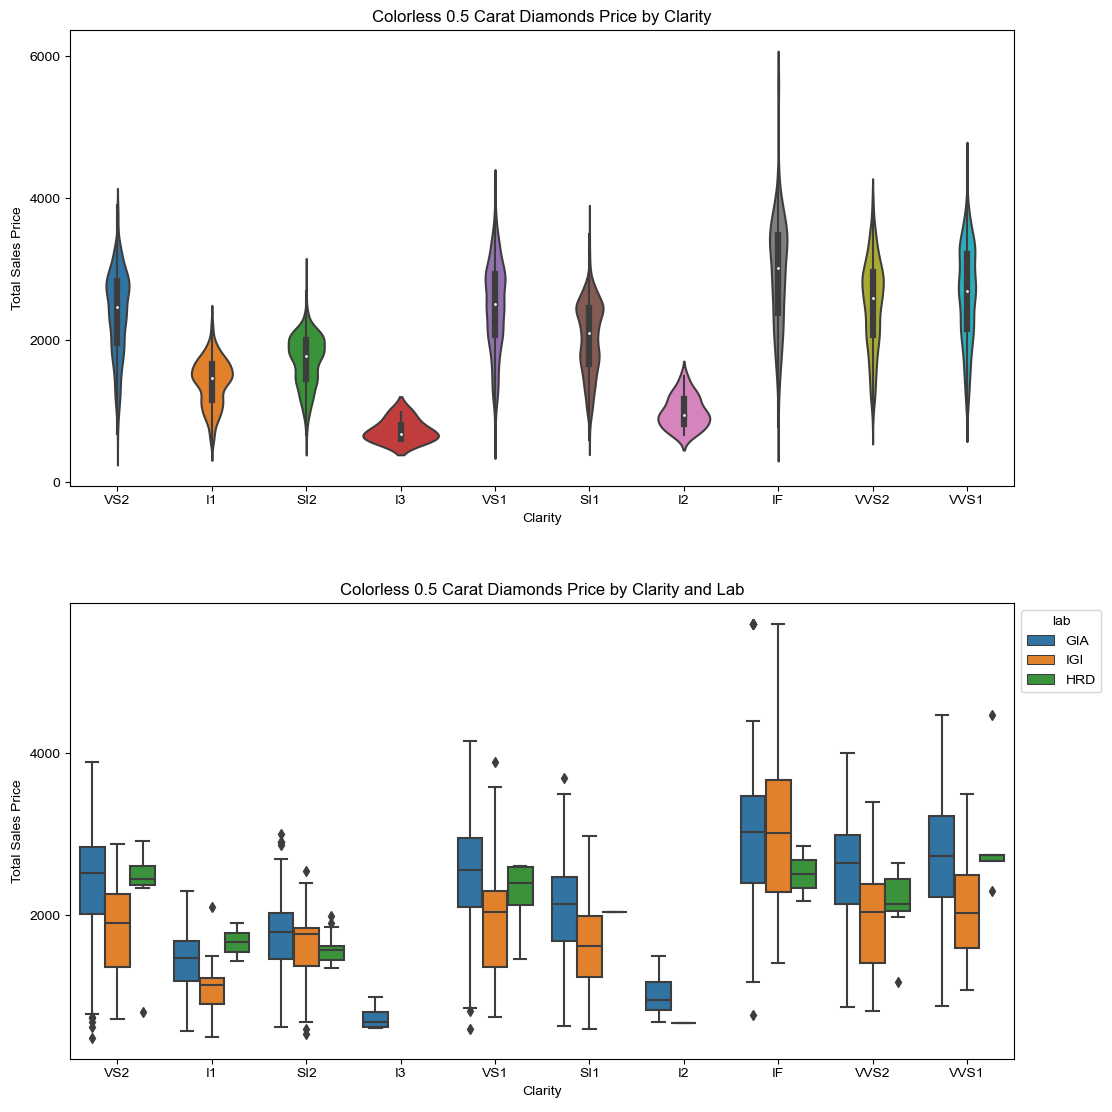 Colorless 0.5 Carat Diamonds Price by Clarity
Total Sales Price
6000
4000
2000
0
VS2 I1 SI2 I3 VS1 SI1 I2 IF VVS2 VVS1
Clarity
Colorless 0.5 Carat Diamonds Price by Clarity and Lab
Total Sales Price
4000
2000
lab
GIA
IGI
HRD
VS2 I1 SI2 I3 VS1 SI1 I2 IF VVS2 VVS1
Clarity